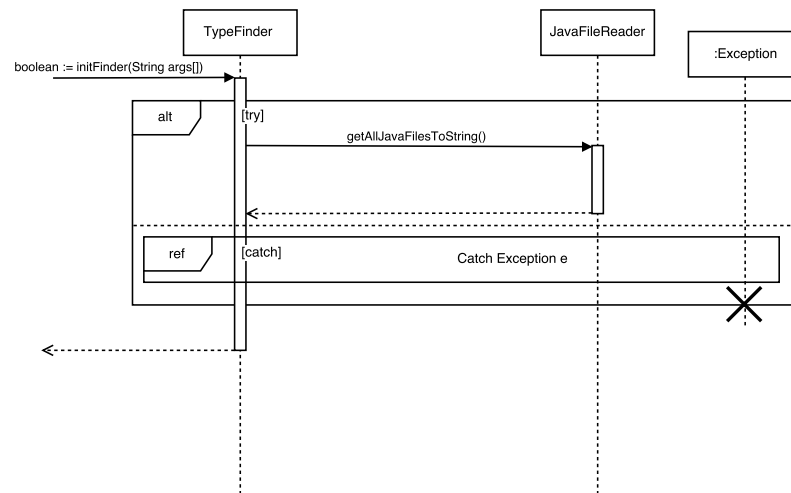 TypeFinder
JavaFileReader
:Exception
boolean := initFinder(String args[])
alt
[try]
getAllJavaFilesToString()
ref
[catch]
Catch Exception e